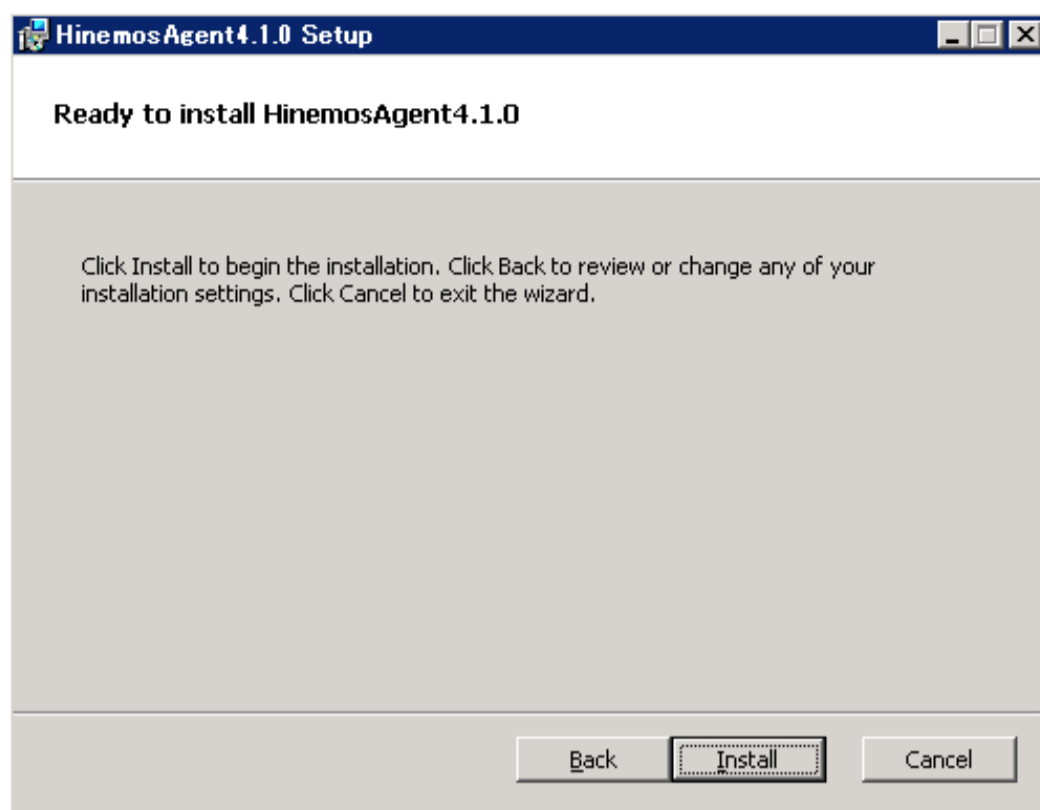 HinemosAgent4.1.0 Setup
Ready to install HinemosAgent4.1.0
Click Install to begin the installation. Click Back to review or change any of your
installation settings. Click Cancel to exit the wizard.
Back Install Cancel